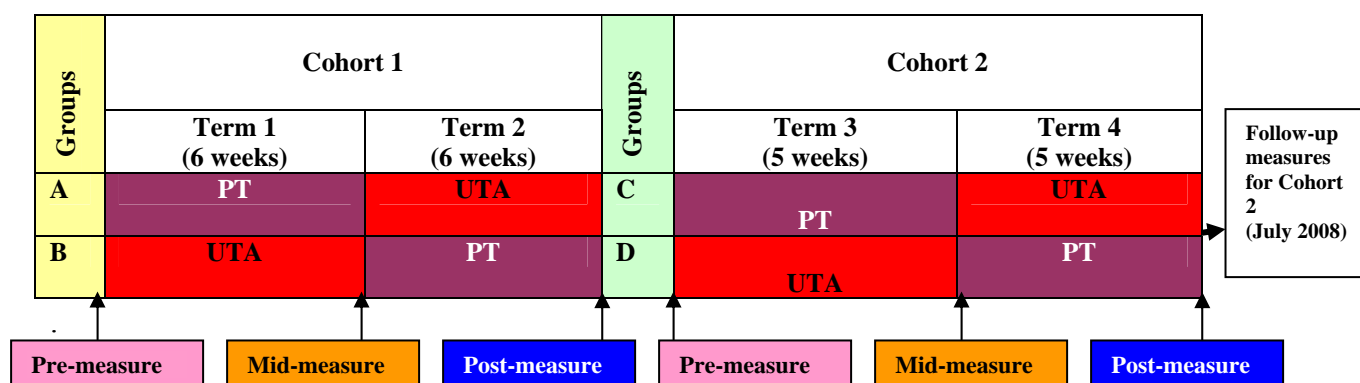 Groups
Cohort 1
Groups
Cohort 2
Term 1
(6 weeks)
Term 2
(6 weeks)
Term 3
(5 weeks)
Term 4
(5 weeks)
A
PT
UTA
C
PT
UTA
B
UTA
PT
D
UTA
PT
Follow-up
measures
for Cohort
2
(July 2008)
.
Pre-measure
Mid-measure
Post-measure
Pre-measure
Mid-measure
Post-measure